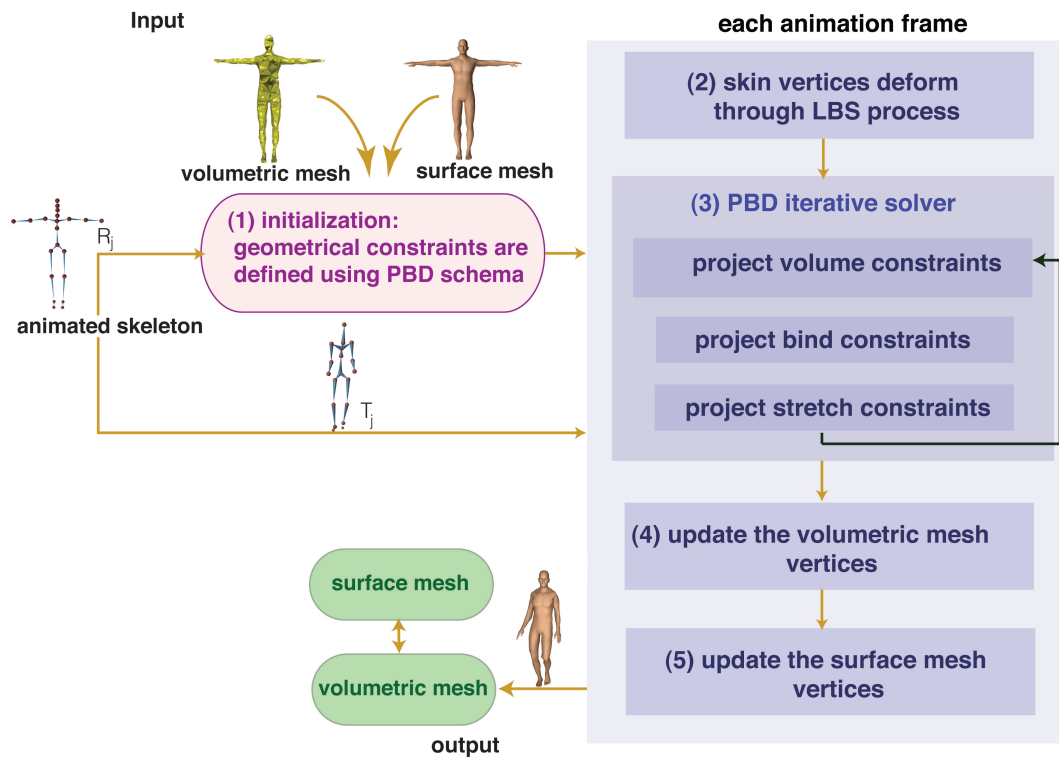 Input
volumetric mesh
surface mesh
R_j
animated skeleton
(1) initialization:
geometrical constraints are
defined using PBD schema
T_j
each animation frame
(2) skin vertices deform
through LBS process
(3) PBD iterative solver
project volume constraints
project bind constraints
project stretch constraints
(4) update the volumetric mesh
vertices
(5) update the surface mesh
vertices
surface mesh
volumetric mesh
output